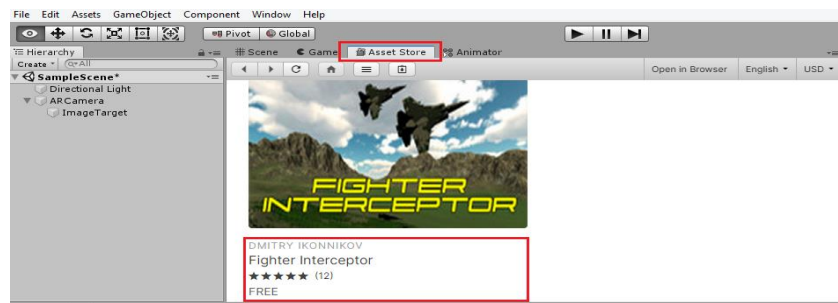 File Edit Assets GameObject Component Window Help
Pivot Global
Hierarchy
Create All
SampleScene*
Directional Light
ARCamera
ImageTarget
Scene Game Asset Store Animator
Open in Browser English USD
FIGHTER
INTERCEPTOR
DMITRY IKONNIKOV
Fighter Interceptor
★★★★★ (12)
FREE